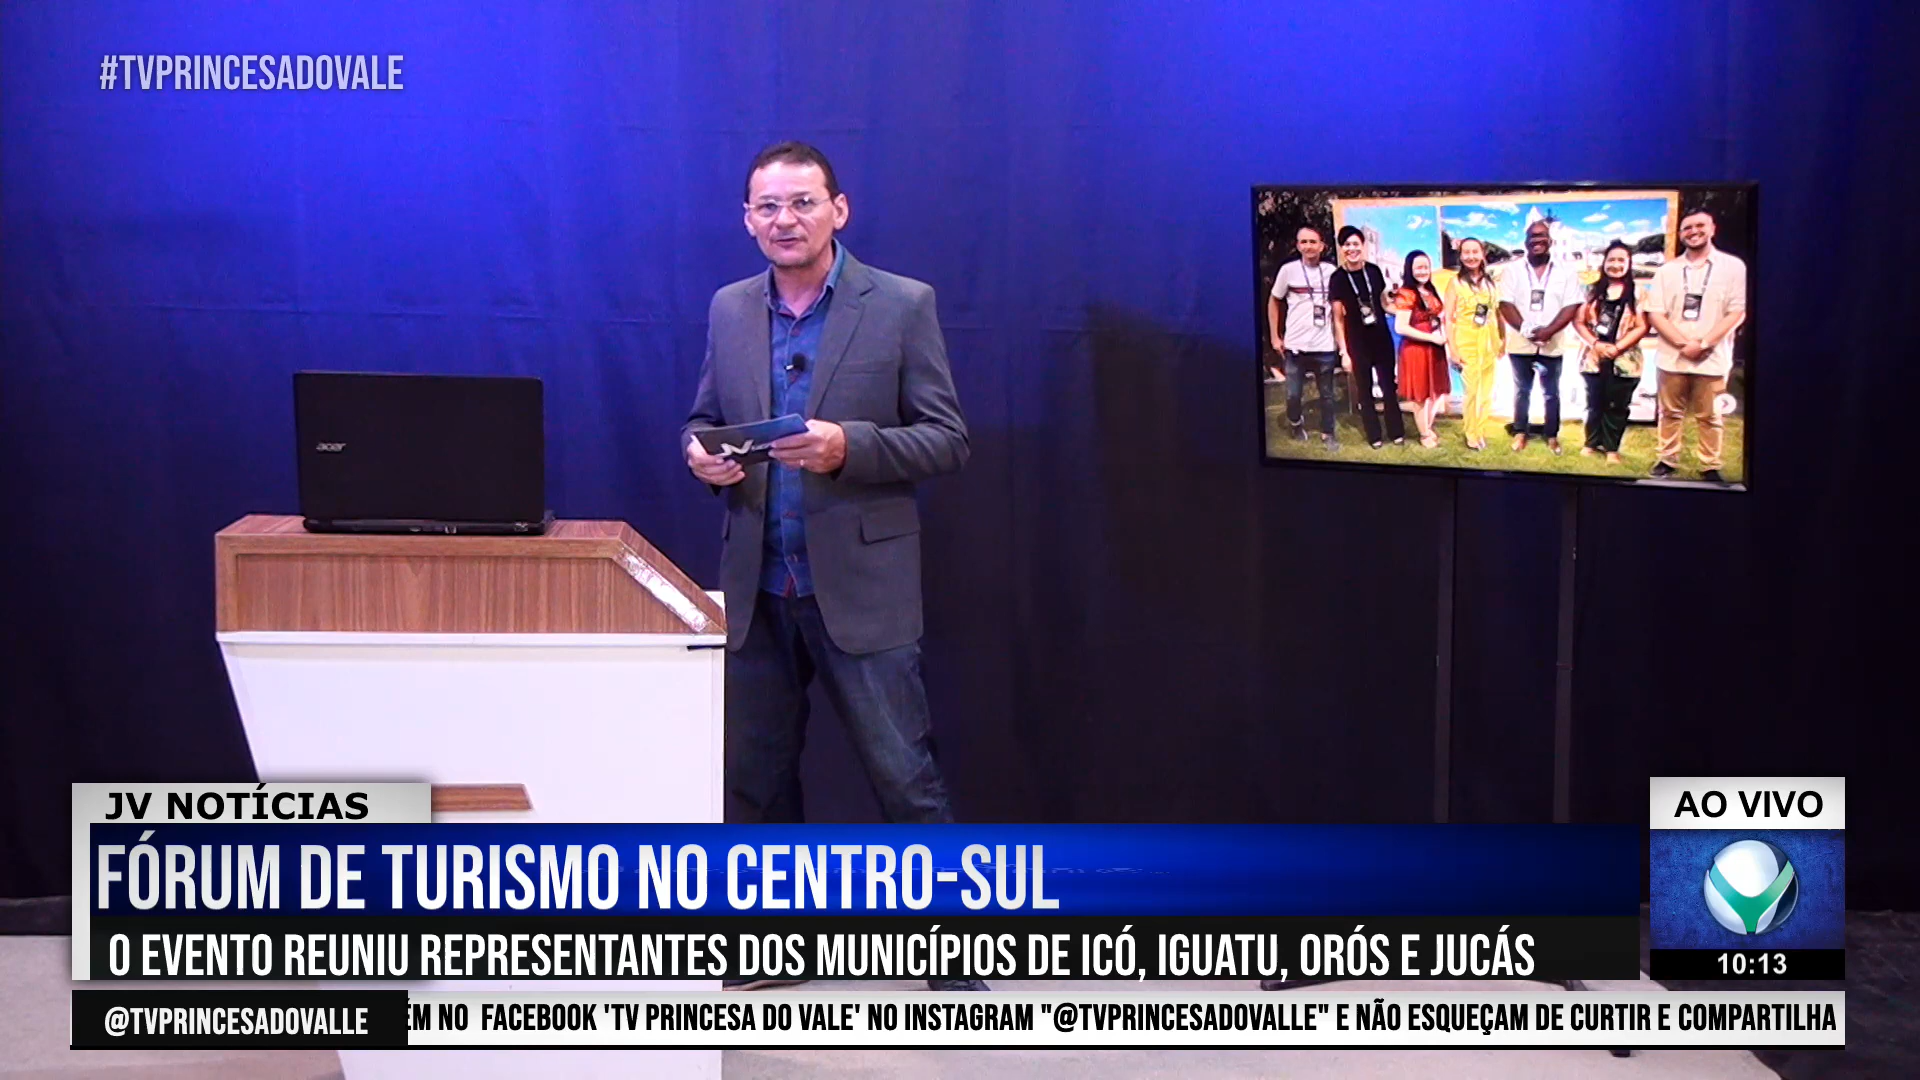 #TVPRINCESADOVALE
acer
JV NOTÍCIAS
AO VIVO
FÓRUM DE TURISMO NO CENTRO-SUL
O EVENTO REUNIU REPRESENTANTES DOS MUNICÍPIOS DE ICÓ, IGUATU, ORÓS E JUCÁS
10:13
@TVPRINCESADOVALLE
ÉM NO FACEBOOK 'TV PRINCESA DO VALE' NO INSTAGRAM "@TVPRINCESADOVALLE" E NÃO ESQUEÇAM DE CURTIR E COMPARTILHA